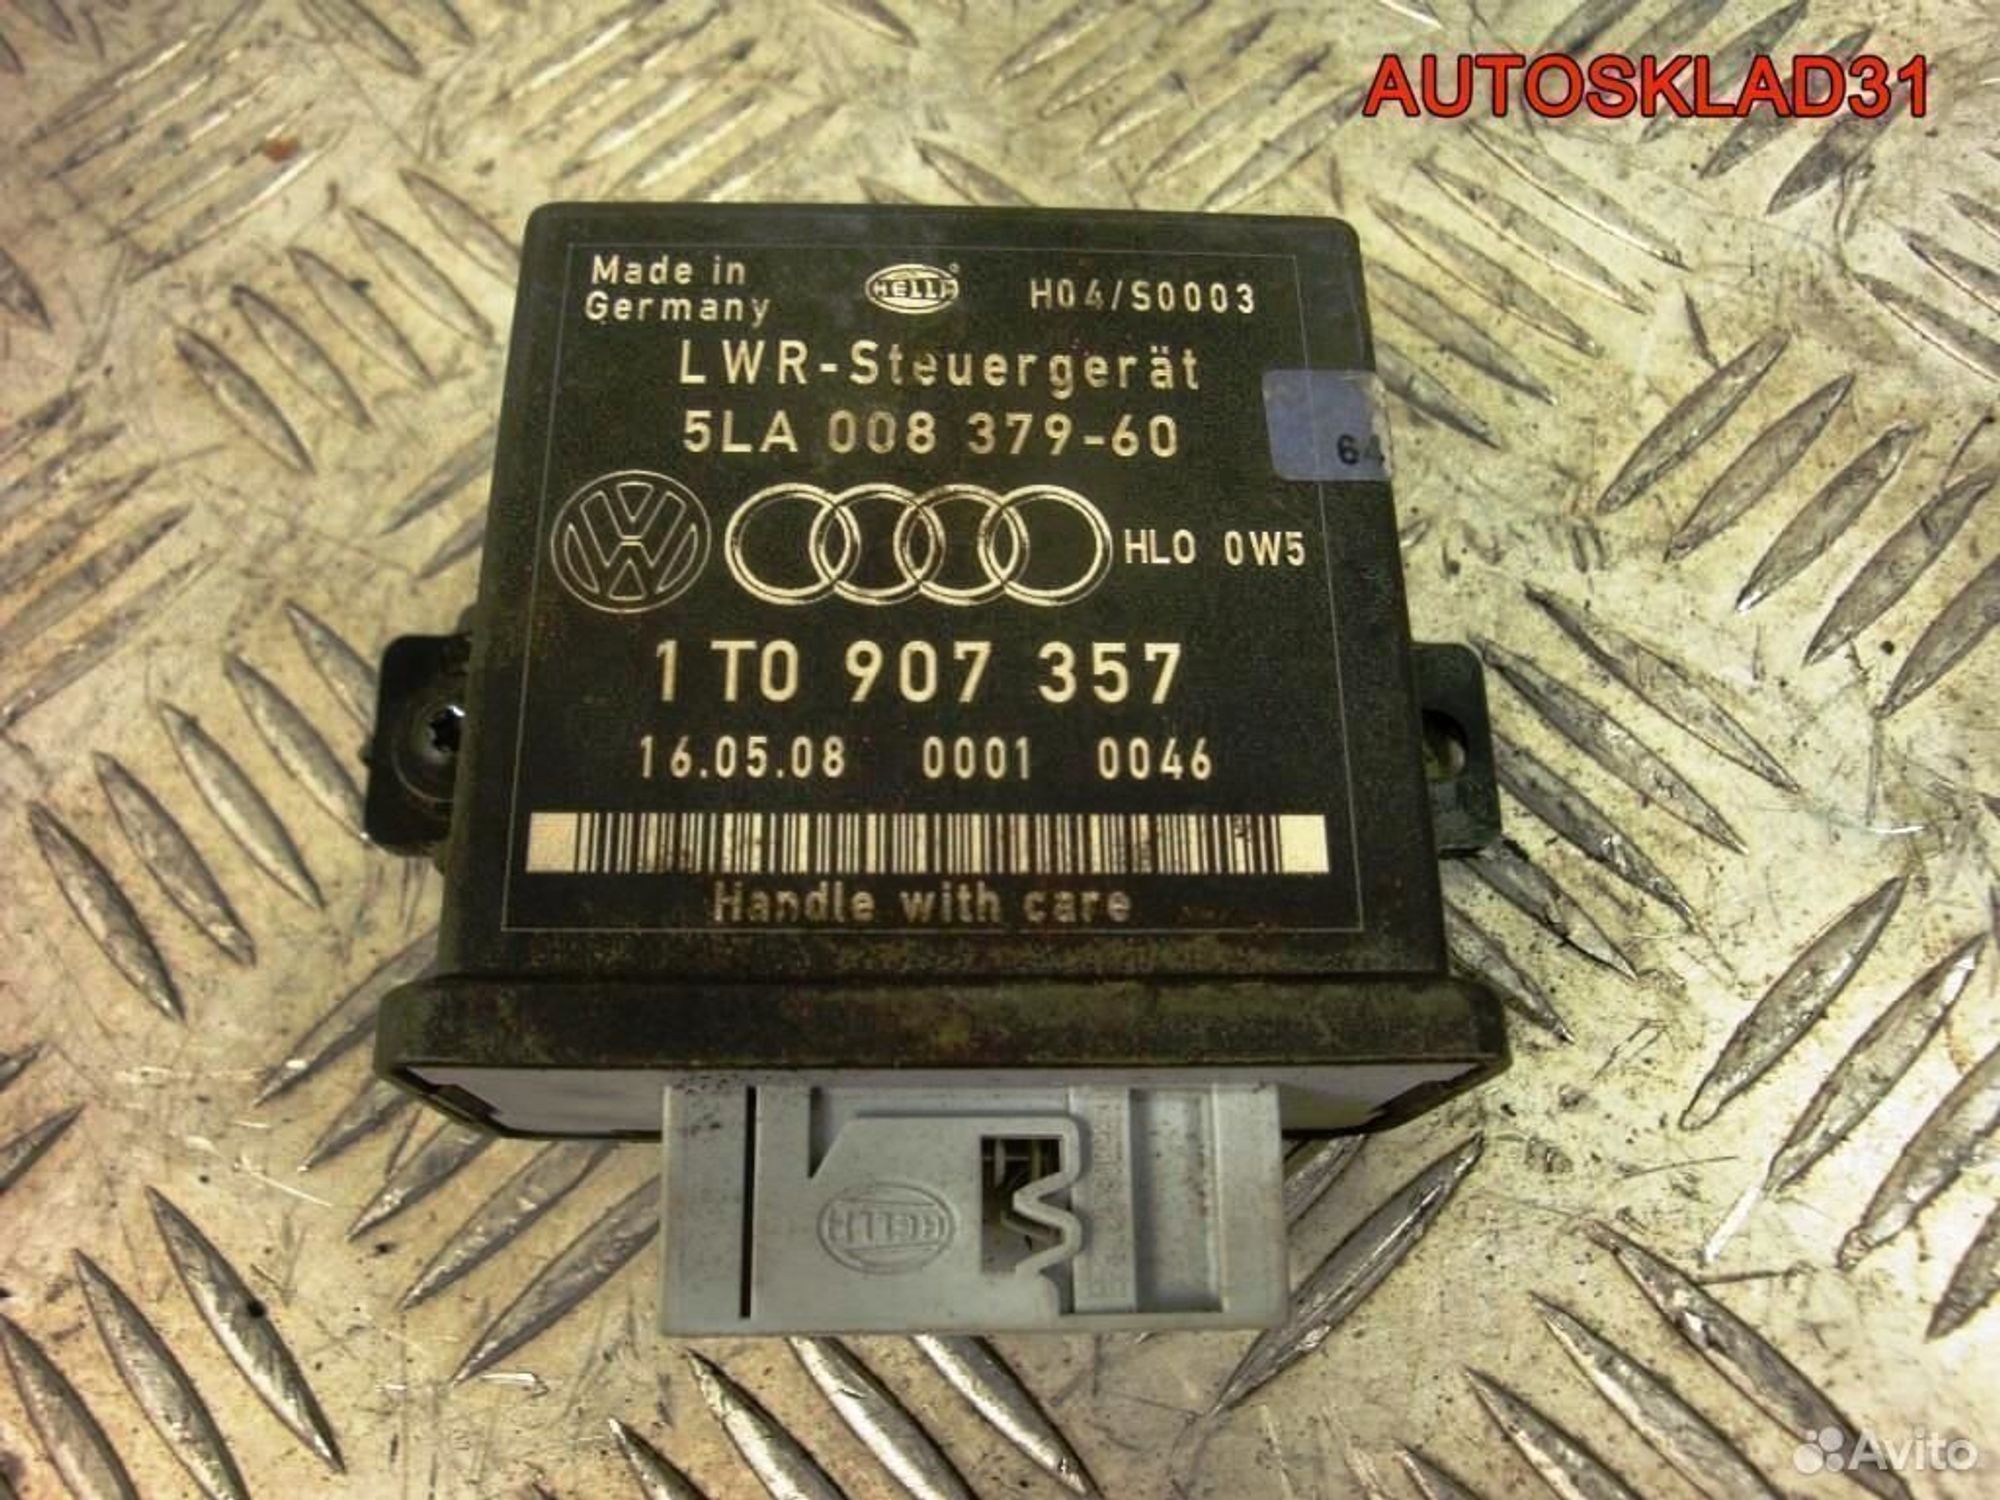 AUTOSKLAD31
Made in
Germany
HELLA
H04/S0003
LWR-Steuergerät
5LA 008 379-60
64
HLO 0W5
1T0 907 357
16.05.08 0001 0046
Handle with care
HELLA
Avito